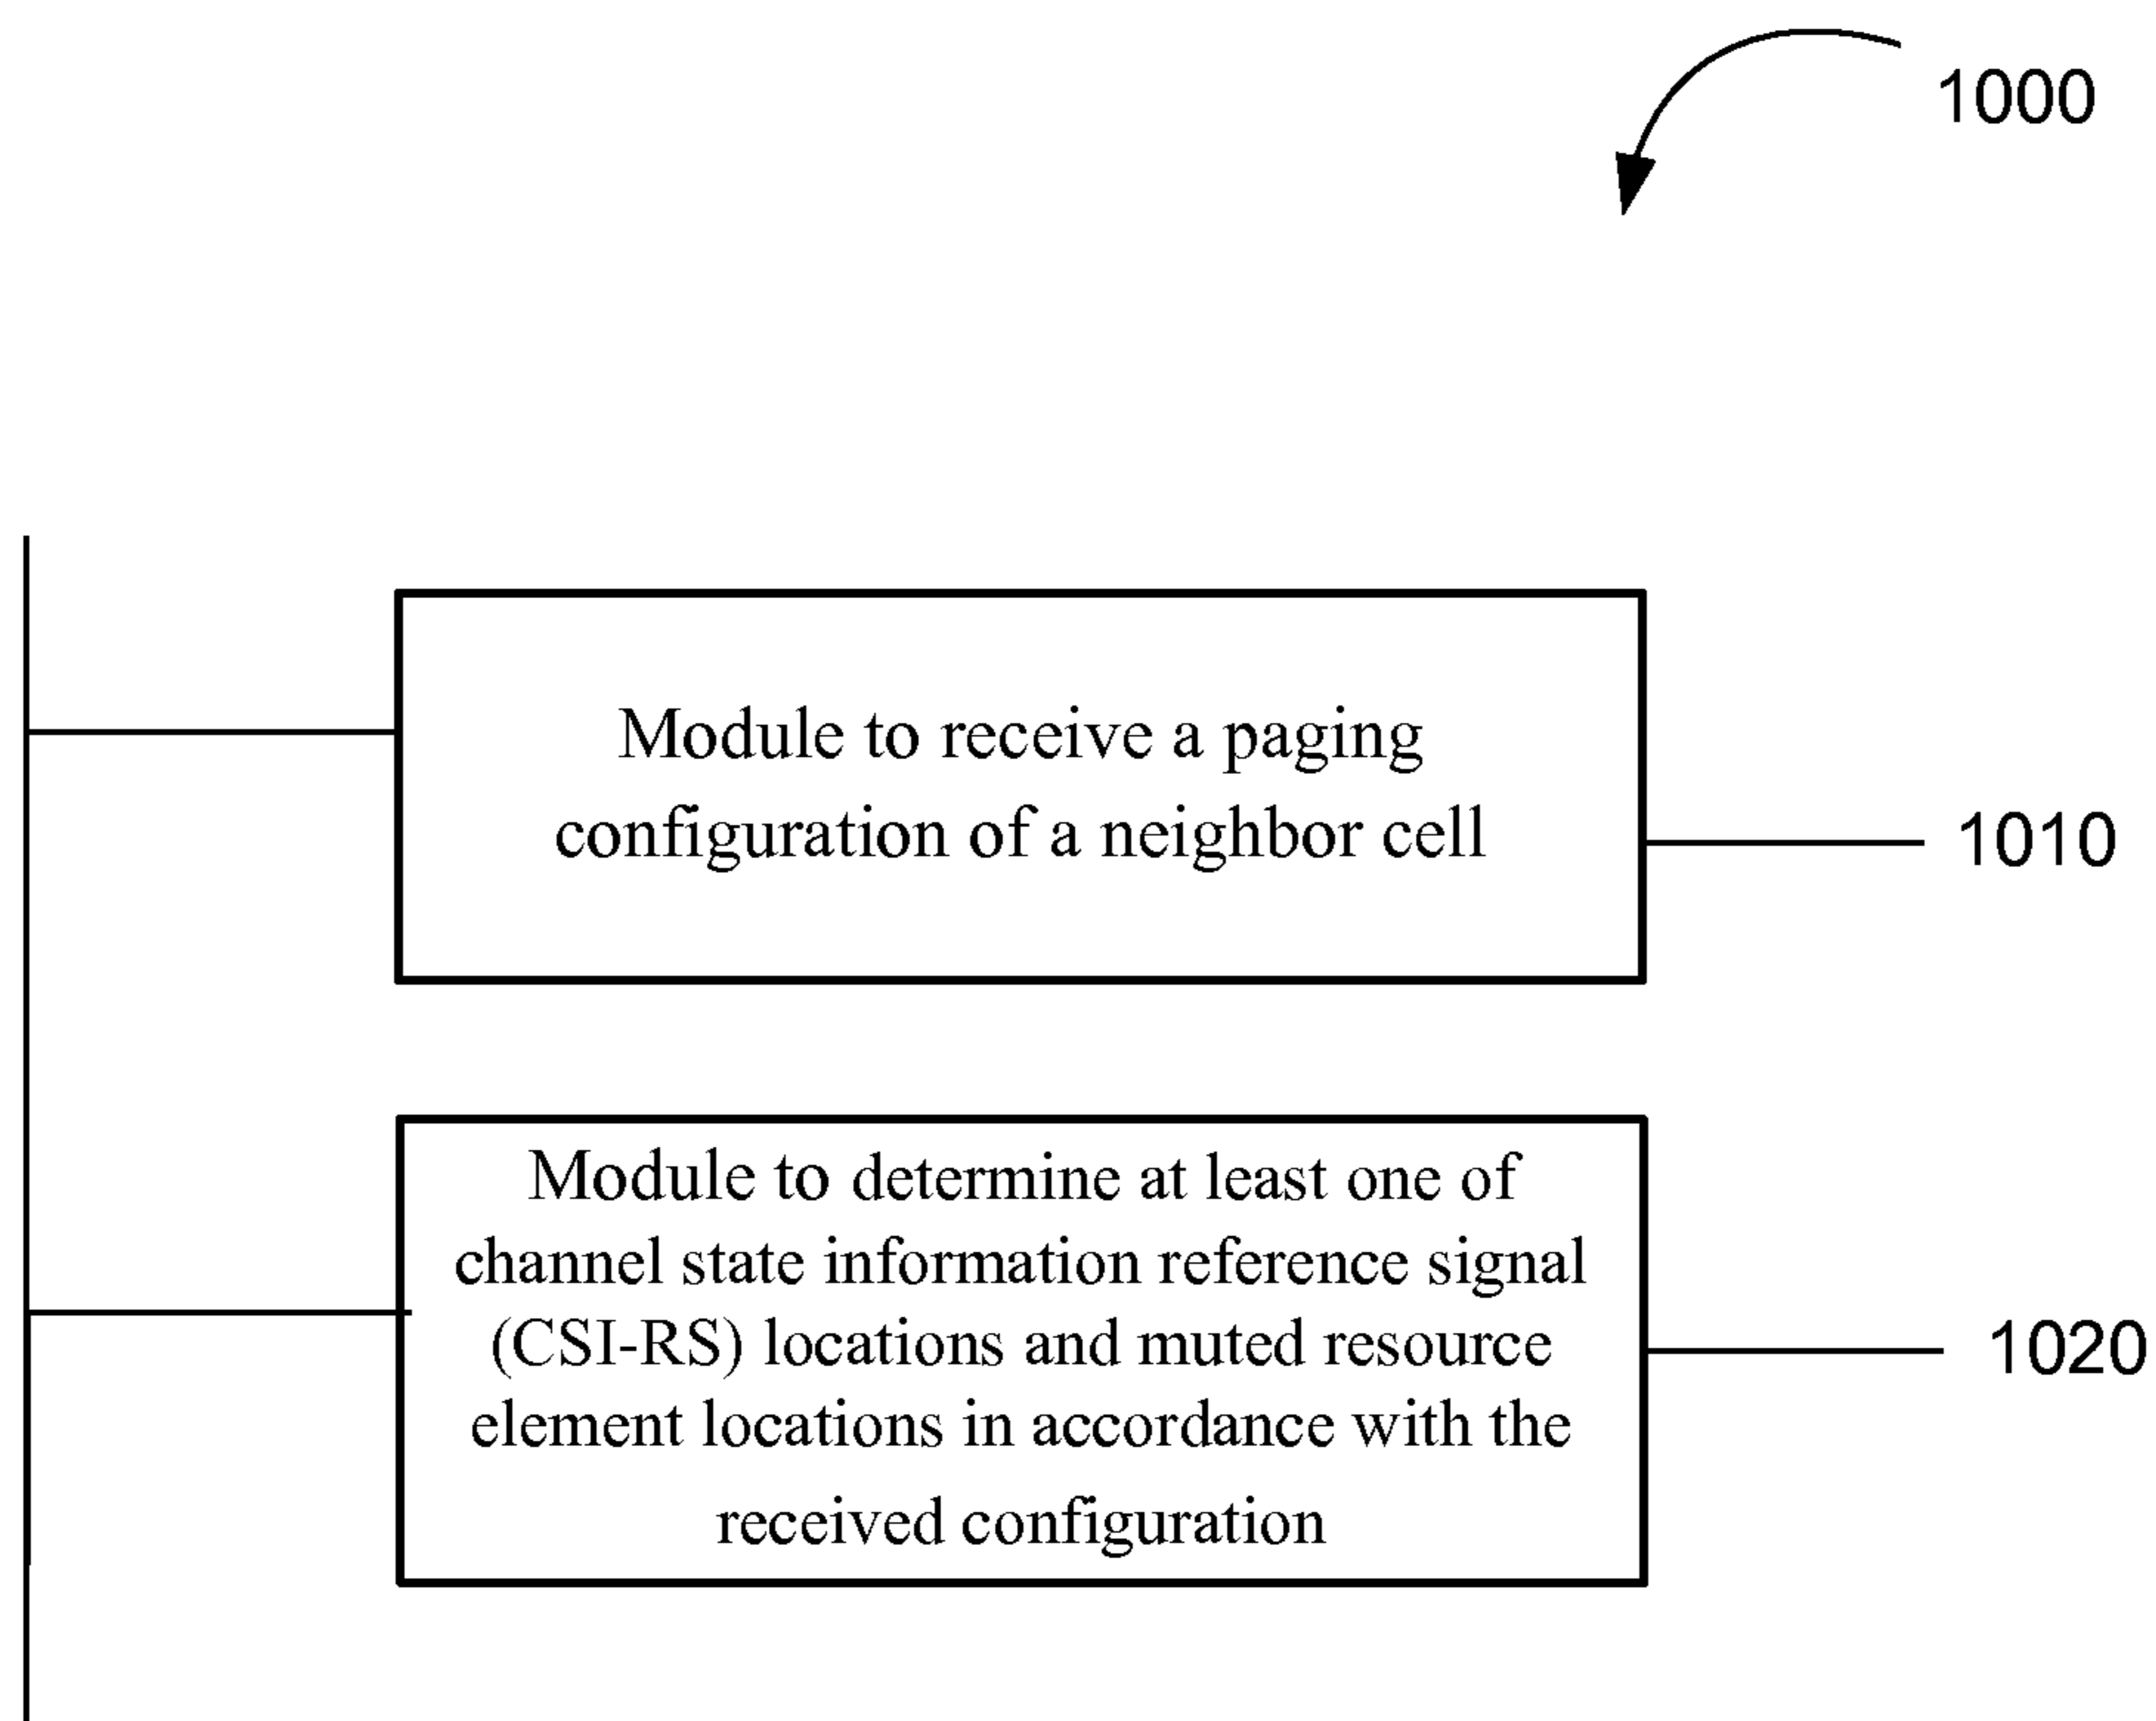 1000
Module to receive a paging
configuration of a neighbor cell
1010
Module to determine at least one of
channel state information reference signal
(CSI-RS) locations and muted resource
element locations in accordance with the
received configuration
1020